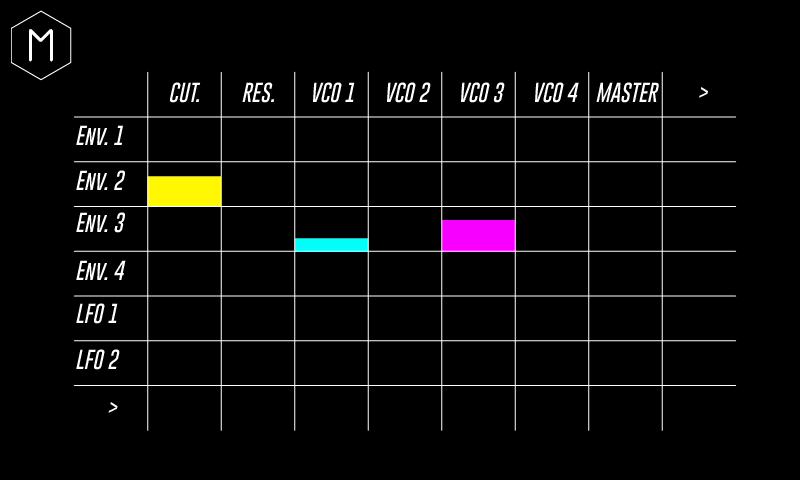 M
CUT. RES. VCO 1 VCO 2 VCO 3 VCO 4 MASTER >
ENV. 1
ENV. 2
ENV. 3
ENV. 4
LFO 1
LFO 2
>